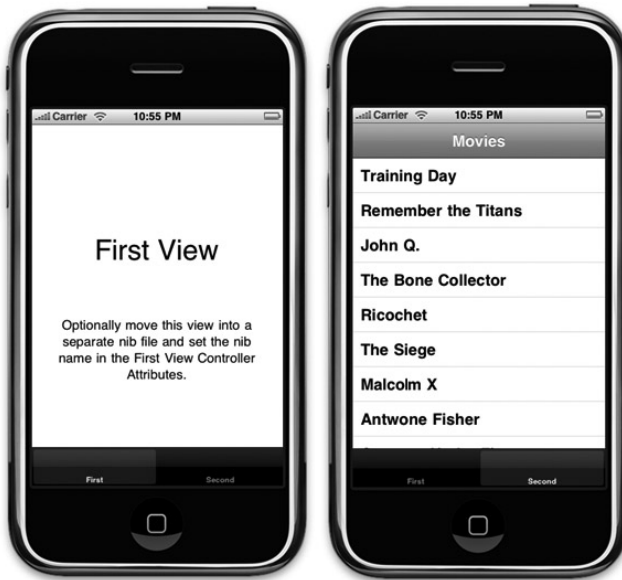 Carrier 10:55 PM
First View
Optionally move this view into a
separate nib file and set the nib
name in the First View Controller
Attributes.
First Second
Carrier 10:55 PM
Movies
Training Day
Remember the Titans
John Q.
The Bone Collector
Ricochet
The Siege
Malcolm X
Antwone Fisher
First Second